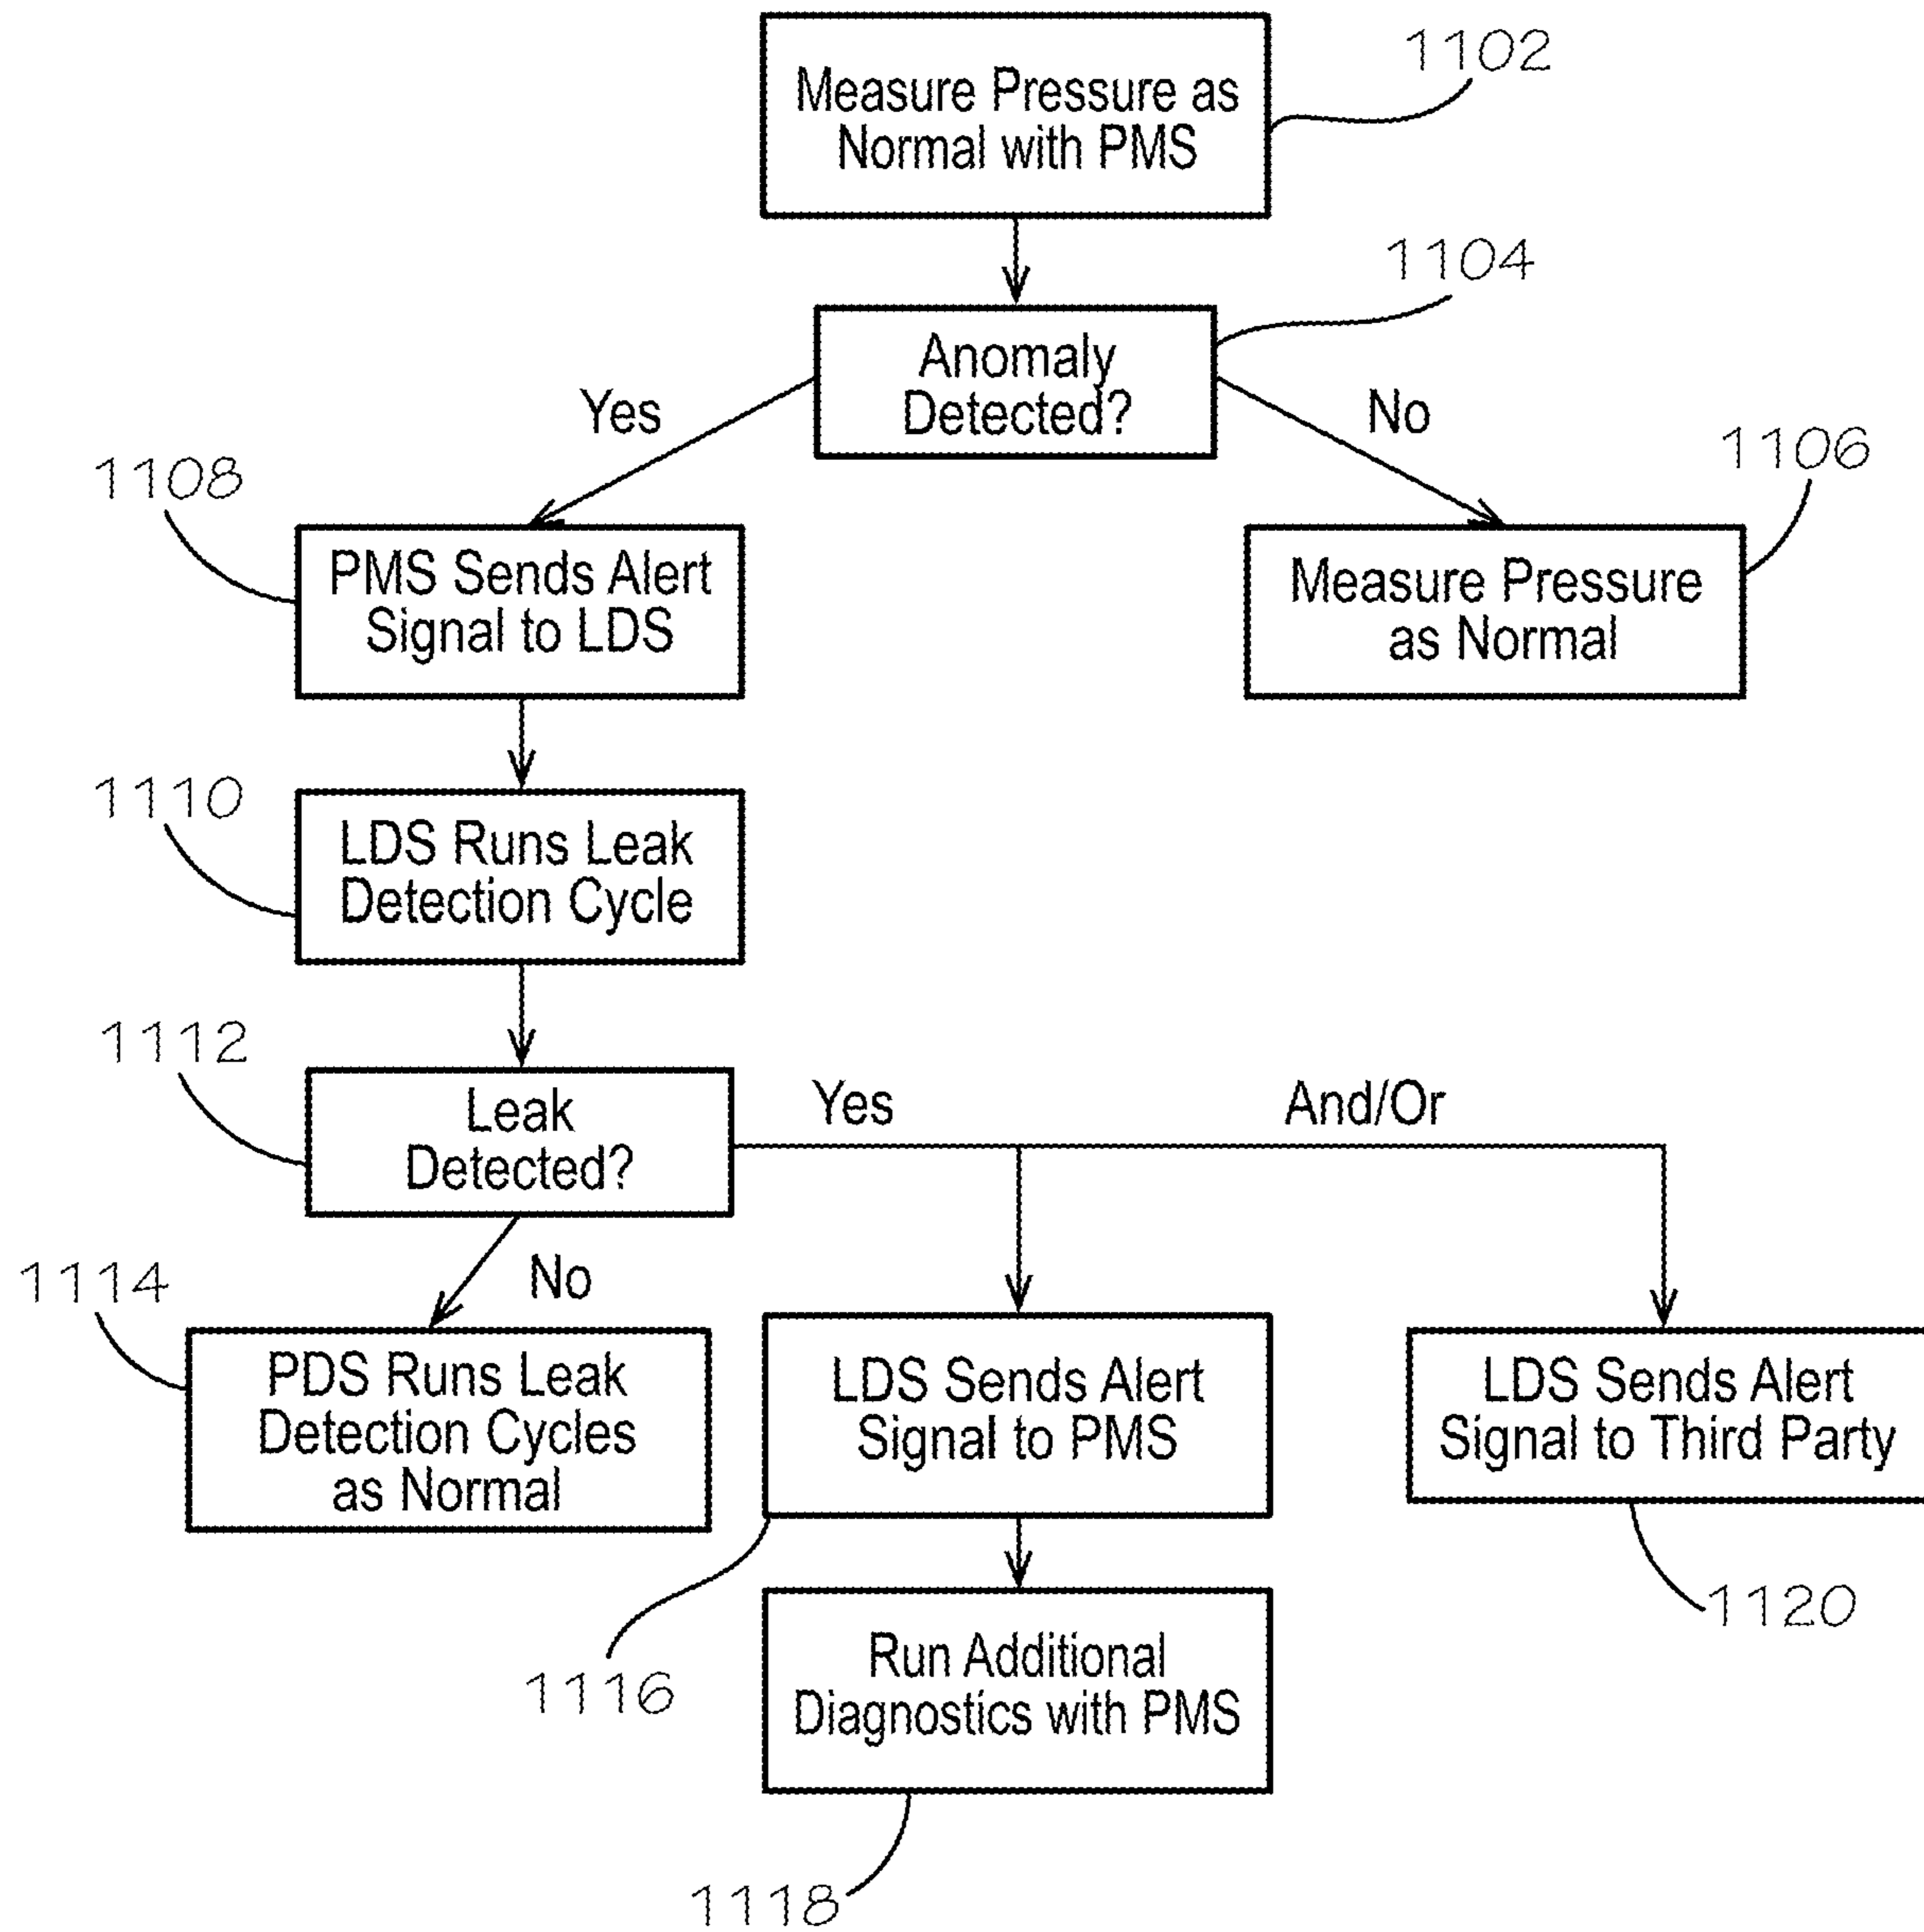 Measure Pressure as
Normal with PMS
1102
1104
Anomaly
Detected?
Yes
No
1108
1106
PMS Sends Alert
Signal to LDS
Measure Pressure
as Normal
1110
LDS Runs Leak
Detection Cycle
1112
Leak
Detected?
Yes
And/Or
1114
No
PDS Runs Leak
Detection Cycles
as Normal
LDS Sends Alert
Signal to PMS
LDS Sends Alert
Signal to Third Party
1116
1120
Run Additional
Diagnostics with PMS
1118